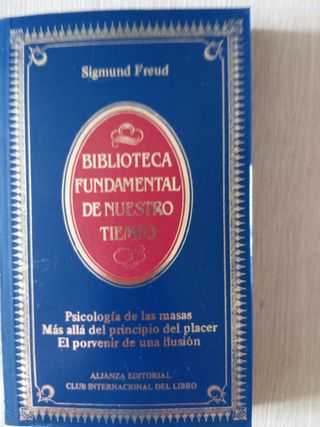 Sigmund Freud
BIBLIOTECA
FUNDAMENTAL
DE NUESTRO
TIEMPO
Psicología de las masas
Más allá del principio del placer
El porvenir de una ilusión
ALIANZA EDITORIAL
CLUB INTERNACIONAL DEL LIBRO